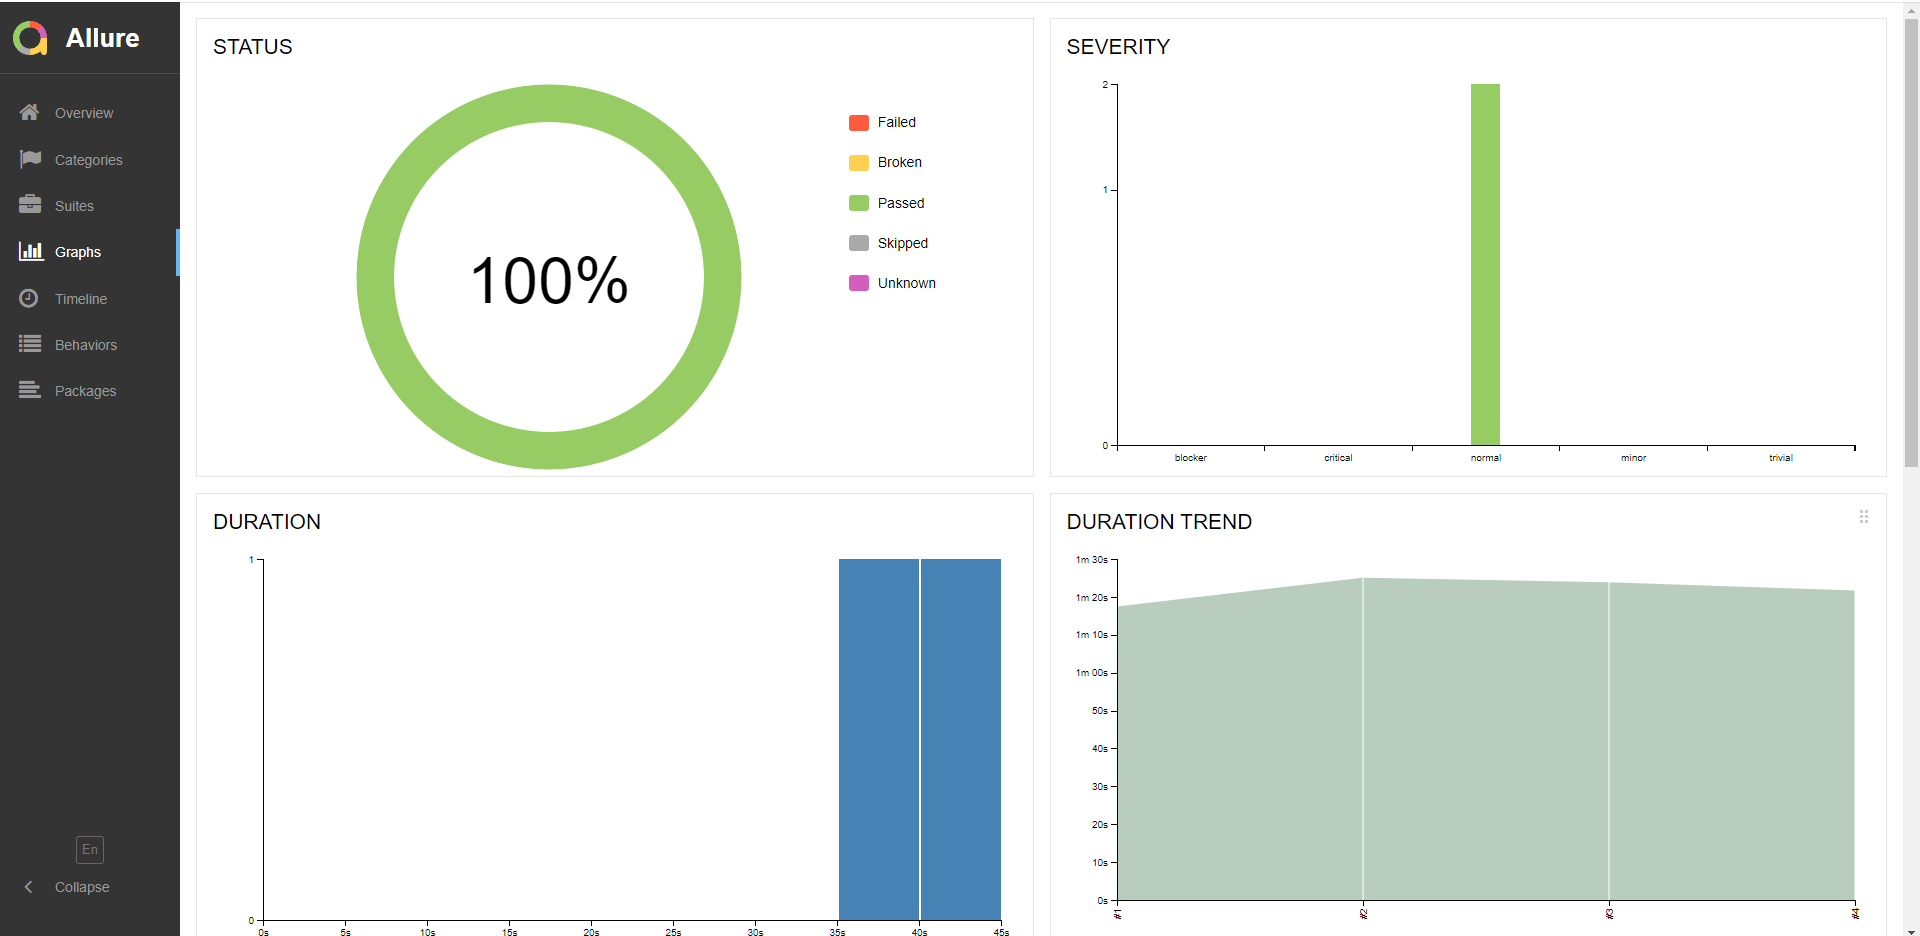 Allure
Overview
Categories
Suites
Graphs
Timeline
Behaviors
Packages
En
Collapse
STATUS
100%
Failed
Broken
Passed
Skipped
Unknown
SEVERITY
2
1
0
blocker critical normal minor trivial
DURATION
1
0
0s 5s 10s 15s 20s 25s 30s 35s 40s 45s
DURATION TREND
1m 30s
1m 20s
1m 10s
1m 00s
50s
40s
30s
20s
10s
0s
#1 #2 #3 #4